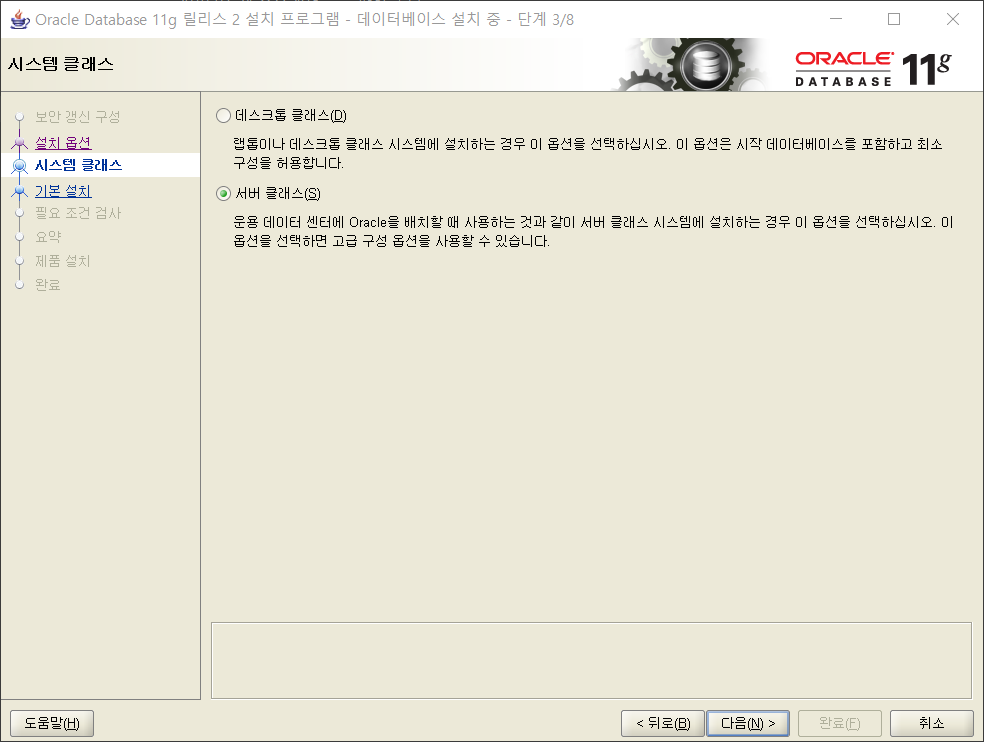 Oracle Database 11g 릴리스 2 설치 프로그램 - 데이터베이스 설치 중 - 단계 3/8
시스템 클래스
ORACLE
DATABASE
11g
보안 갱신 구성
설치 옵션
시스템 클래스
기본 설치
필요 조건 검사
요약
제품 설치
완료
데스크톱 클래스(D)
랩톱이나 데스크톱 클래스 시스템에 설치하는 경우 이 옵션을 선택하십시오. 이 옵션은 시작 데이터베이스를 포함하고 최소
구성을 허용합니다.
서버 클래스(S)
운용 데이터 센터에 Oracle을 배치할 때 사용하는 것과 같이 서버 클래스 시스템에 설치하는 경우 이 옵션을 선택하십시오. 이
옵션을 선택하면 고급 구성 옵션을 사용할 수 있습니다.
도움말(H)
< 뒤로(B)
다음(N) >
완료(F)
취소